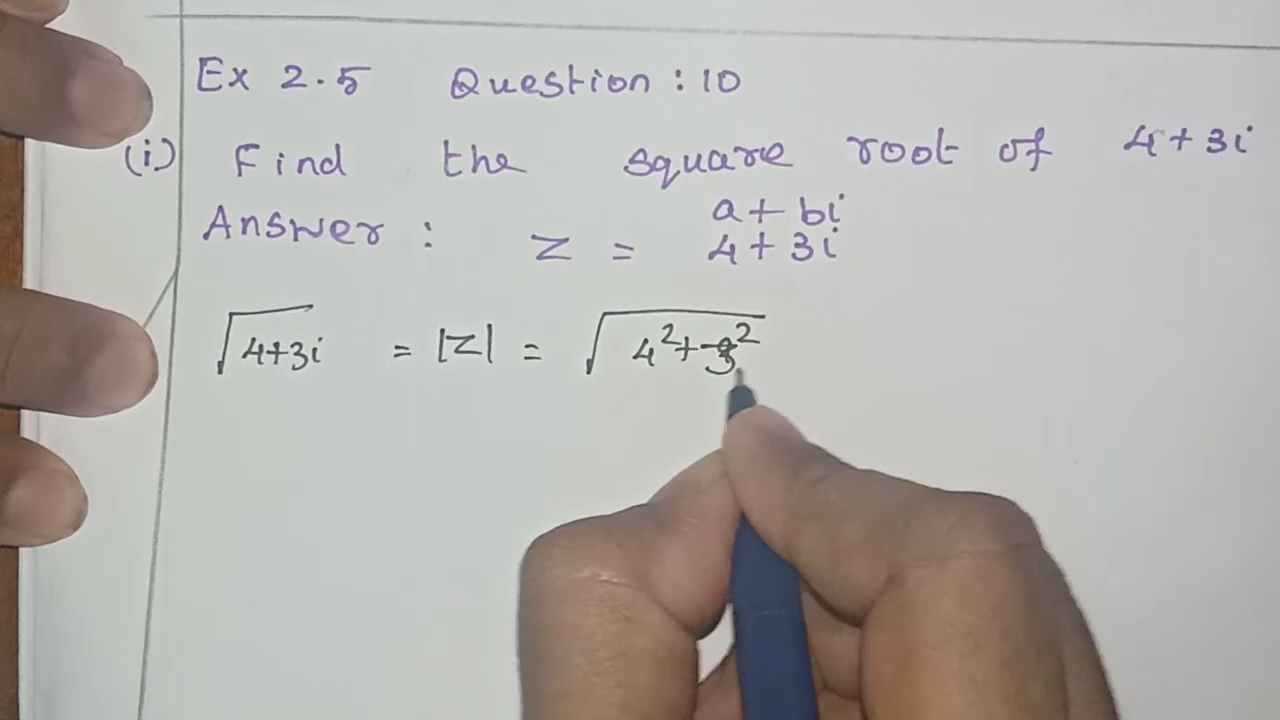 Ex 2.5 Question : 10
(i) Find the square root of 4+3i
a + bi
Answer : z = 4+3i
√4+3i = |z| = √4²+3²